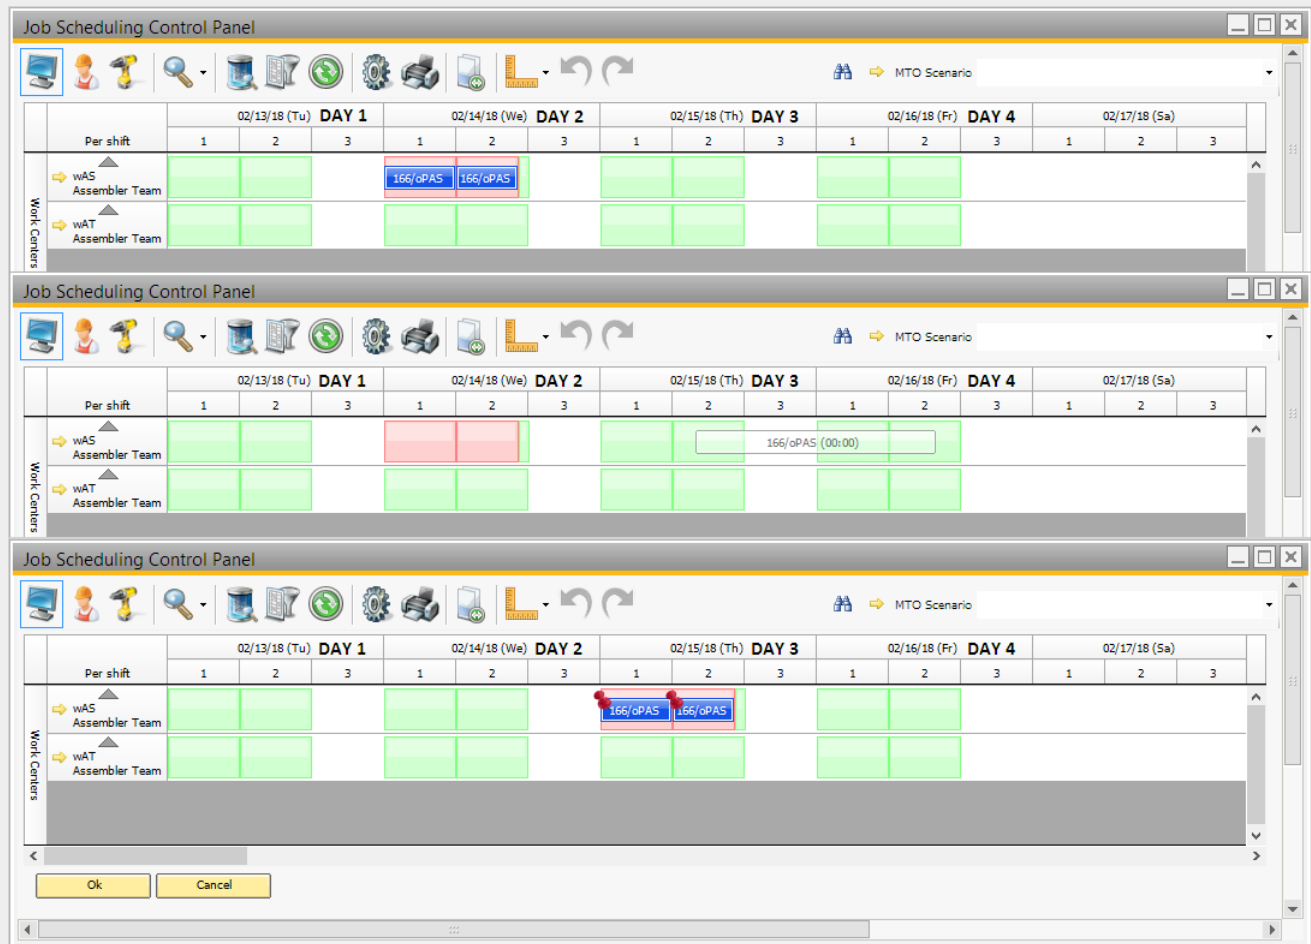 Job Scheduling Control Panel
MTO Scenario
02/13/18 (Tu) DAY 1 02/14/18 (We) DAY 2 02/15/18 (Th) DAY 3 02/16/18 (Fr) DAY 4 02/17/18 (Sa)
Per shift 1 2 3 1 2 3 1 2 3 1 2 3 1 2 3
Work Centers
wAS
Assembler Team
166/oPAS 166/oPAS
wAT
Assembler Team
Job Scheduling Control Panel
MTO Scenario
02/13/18 (Tu) DAY 1 02/14/18 (We) DAY 2 02/15/18 (Th) DAY 3 02/16/18 (Fr) DAY 4 02/17/18 (Sa)
Per shift 1 2 3 1 2 3 1 2 3 1 2 3 1 2 3
Work Centers
wAS
Assembler Team
166/oPAS (00:00)
wAT
Assembler Team
Job Scheduling Control Panel
MTO Scenario
02/13/18 (Tu) DAY 1 02/14/18 (We) DAY 2 02/15/18 (Th) DAY 3 02/16/18 (Fr) DAY 4 02/17/18 (Sa)
Per shift 1 2 3 1 2 3 1 2 3 1 2 3 1 2 3
Work Centers
wAS
Assembler Team
166/oPAS 166/oPAS
wAT
Assembler Team
Ok Cancel